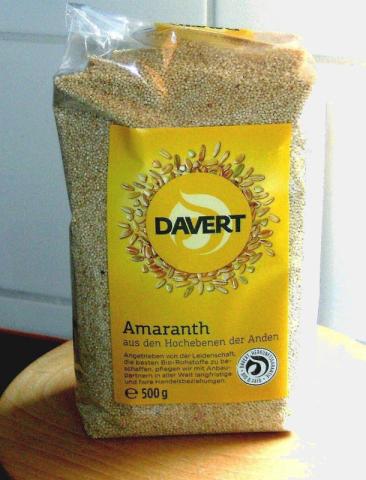 DAVERT
Amaranth
aus den Hochebenen der Anden
Angetrieben von der Leidenschaft,
die besten Bio-Rohstoffe zu be-
schaffen, pflegen wir mit Anbau-
partnern in aller Welt langfristige
und faire Handelsbeziehungen.
℮ 500 g